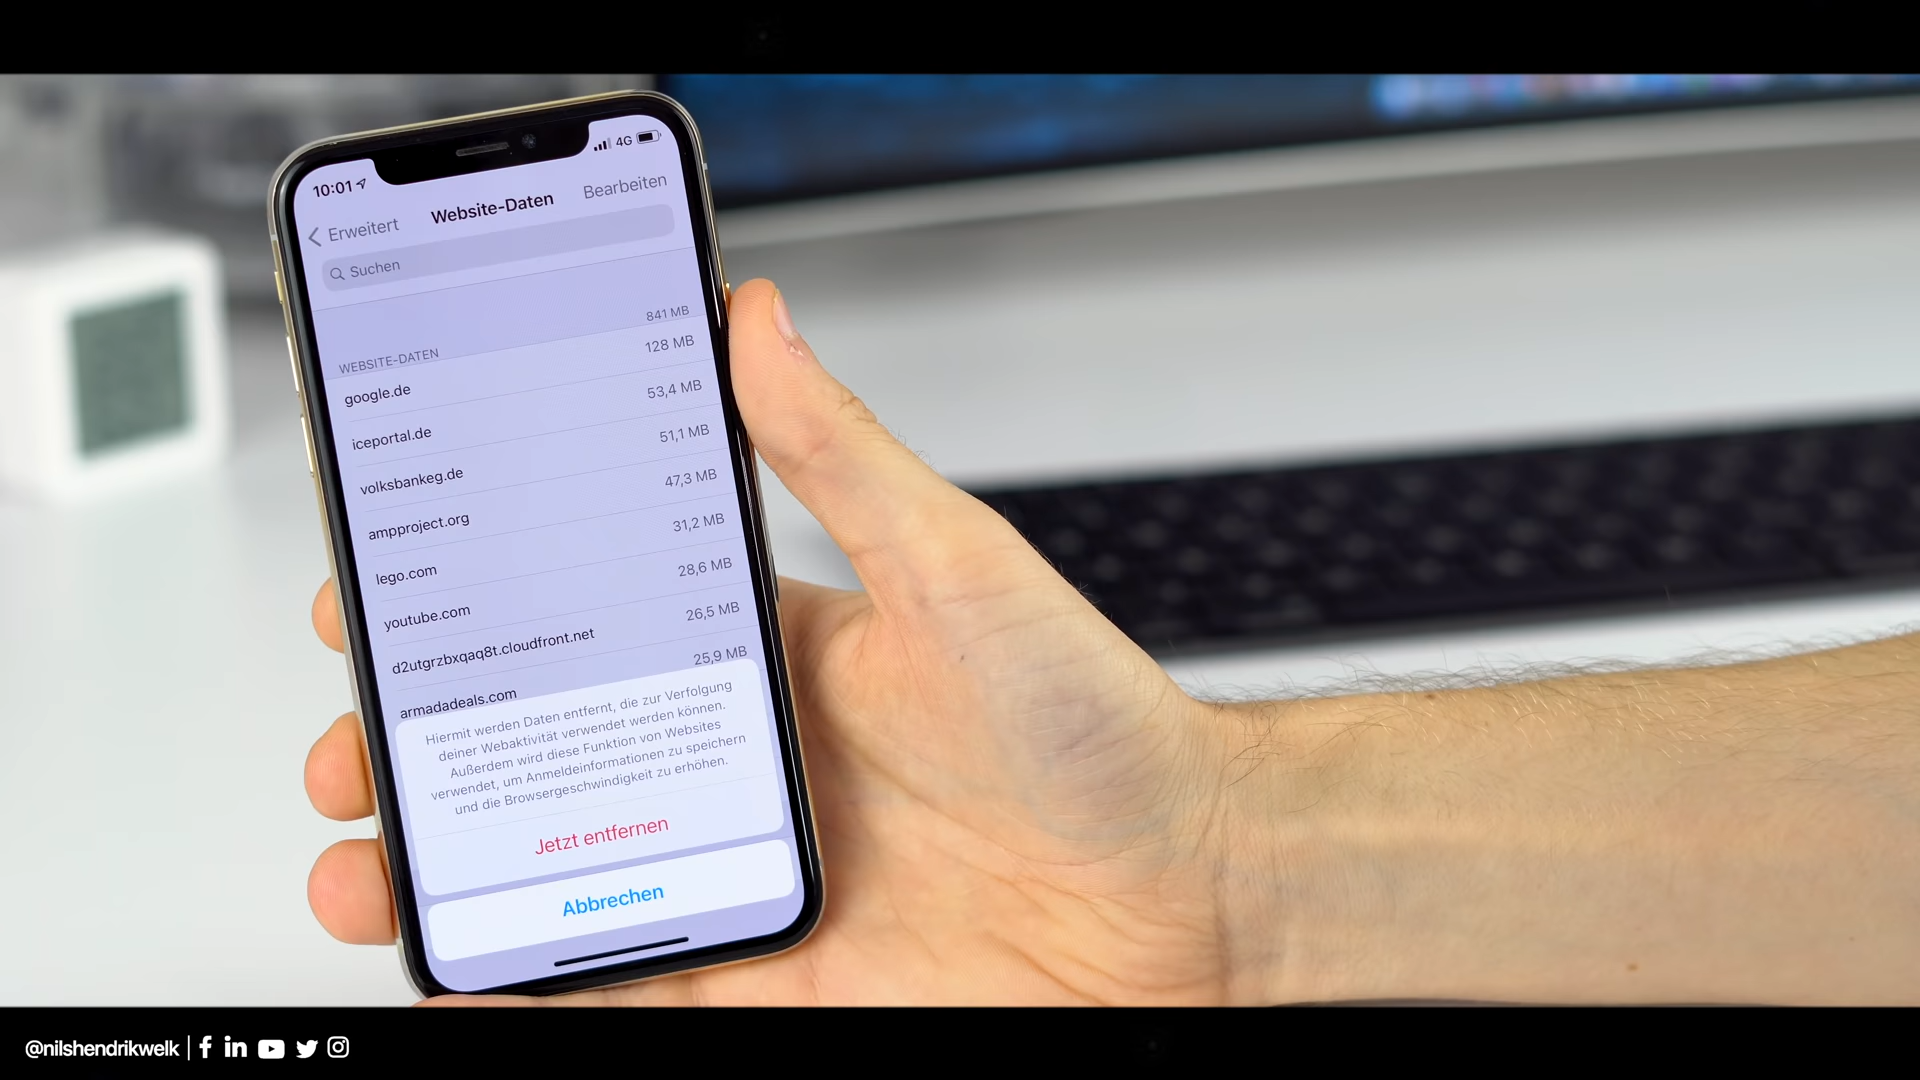 10:01
4G
Erweitert
Website-Daten
Bearbeiten
Suchen
841 MB
WEBSITE-DATEN
google.de 128 MB
iceportal.de 53,4 MB
volksbankeg.de 51,1 MB
ampproject.org 47,3 MB
lego.com 31,2 MB
youtube.com 28,6 MB
d2utgrzbxqaq8t.cloudfront.net 26,5 MB
armadadeals.com 25,9 MB
Hiermit werden Daten entfernt, die zur Verfolgung
deiner Webaktivität verwendet werden können.
Außerdem wird diese Funktion von Websites
verwendet, um Anmeldeinformationen zu speichern
und die Browsergeschwindigkeit zu erhöhen.
Jetzt entfernen
Abbrechen
@nilshendrikwelk